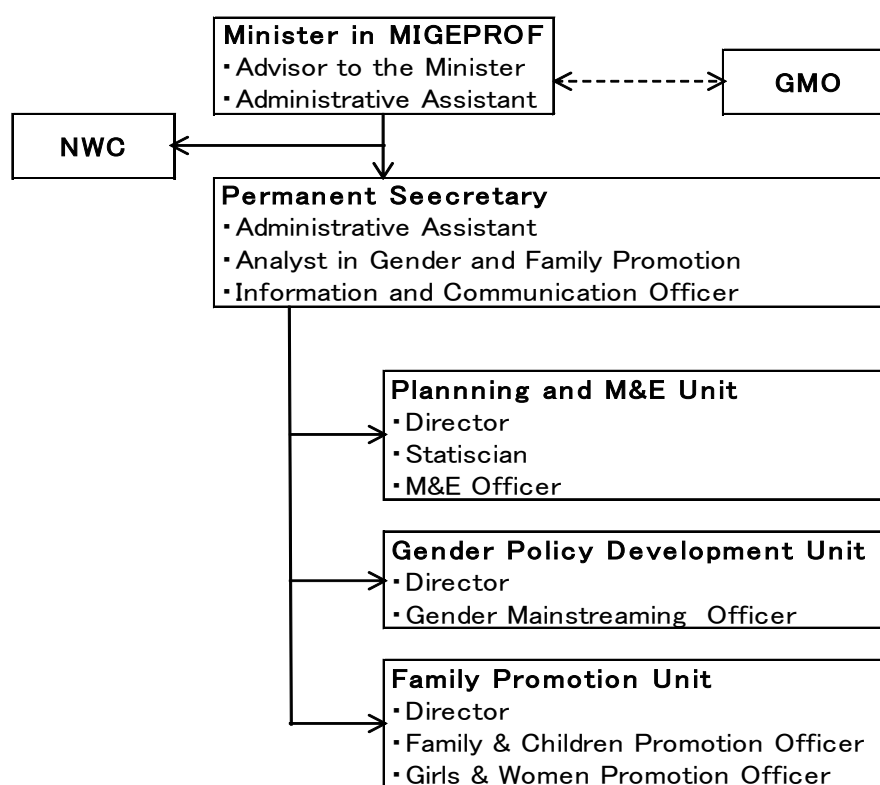 Minister in MIGEPROF
・Advisor to the Minister
・Administrative Assistant
GMO
NWC
Permanent Seecretary
・Administrative Assistant
・Analyst in Gender and Family Promotion
・Information and Communication Officer
Plannning and M&E Unit
・Director
・Statiscian
・M&E Officer
Gender Policy Development Unit
・Director
・Gender Mainstreaming  Officer
Family Promotion Unit
・Director
・Family & Children Promotion Officer
・Girls & Women Promotion Officer